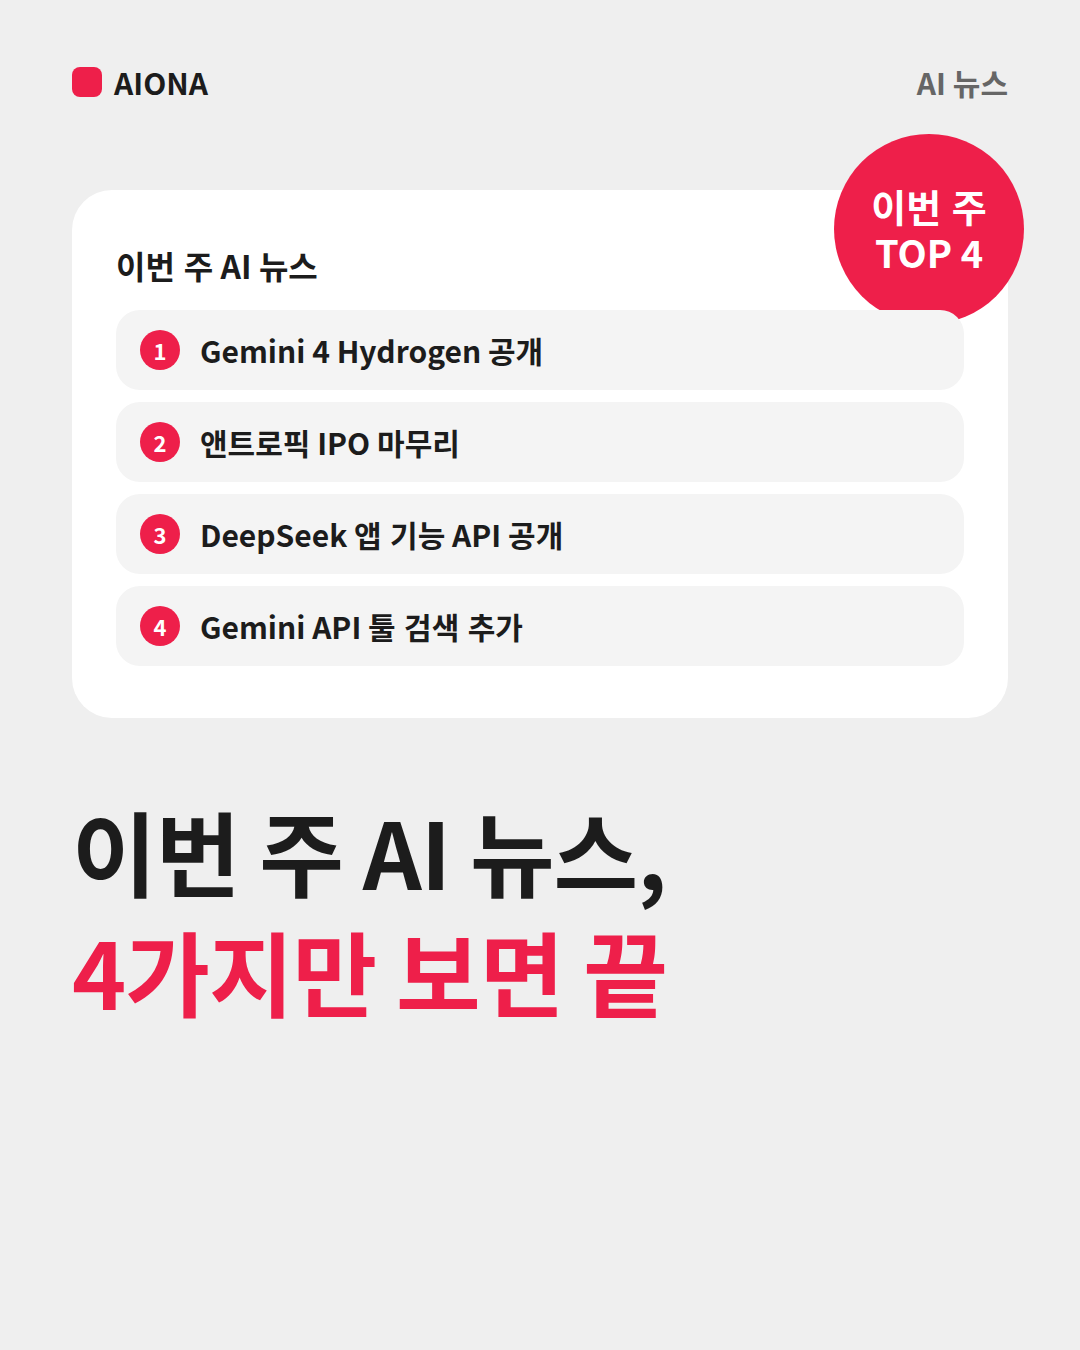 AIONA
AI 뉴스
이번 주
TOP 4
이번 주 AI 뉴스
1 Gemini 4 Hydrogen 공개
2 앤트로픽 IPO 마무리
3 DeepSeek 앱 기능 API 공개
4 Gemini API 툴 검색 추가
이번 주 AI 뉴스,
4가지만 보면 끝